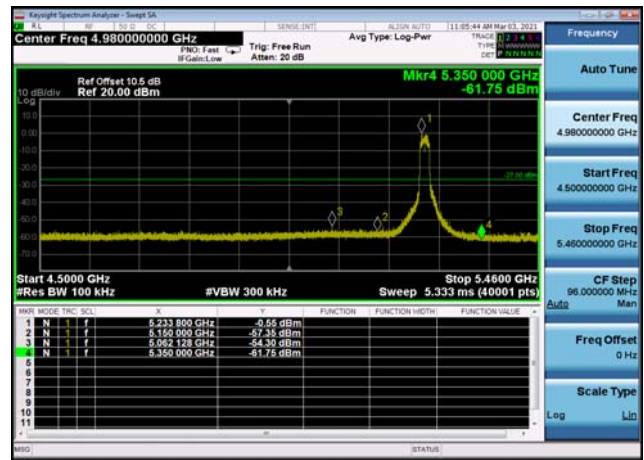 Keysight Spectrum Analyzer - Swept SA
RL RF 50 Ω DC SENSE:INT ALIGN AUTO 11:05:44 AM Mar 03, 2021
Center Freq 4.980000000 GHz
PNO: Fast
IFGain:Low
Trig: Free Run
Atten: 20 dB
Avg Type: Log-Pwr
TRACE 1 2 3 4 5 6
TYPE
DET P N N N N N
Ref Offset 10.5 dB
10 dB/div Ref 20.00 dBm
Mkr4 5.350 000 GHz
-61.75 dBm
Log
10.0
0.00
-10.0
-20.0
-27.00 dBm
-30.0
-40.0
-50.0
-60.0
-70.0
1
2
3
4
Start 4.5000 GHz Stop 5.4600 GHz
#Res BW 100 kHz #VBW 300 kHz Sweep 5.333 ms (40001 pts)
MKR MODE TRC SCL X Y FUNCTION FUNCTION WIDTH FUNCTION VALUE
1 N 1 f 5.233 800 GHz -0.55 dBm
2 N 1 f 5.150 000 GHz -57.35 dBm
3 N 1 f 5.062 128 GHz -54.30 dBm
4 N 1 f 5.350 000 GHz -61.75 dBm
5
6
7
8
9
10
11
MSG STATUS
Frequency
Auto Tune
Center Freq
4.980000000 GHz
Start Freq
4.500000000 GHz
Stop Freq
5.460000000 GHz
CF Step
96.000000 MHz
Auto Man
Freq Offset
0 Hz
Scale Type
Log Lin